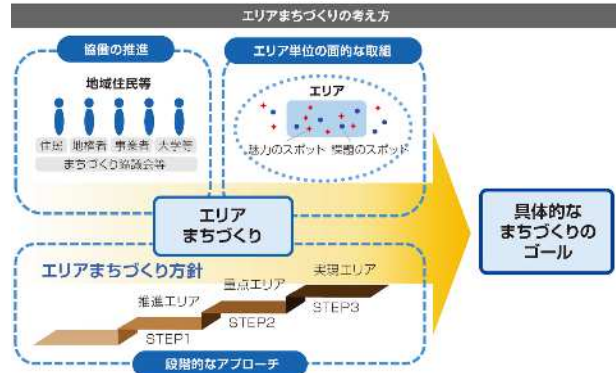 エリアまちづくりの考え方
協働の推進
地域住民等
住民 地権者 事業者 大学等
まちづくり協議会等
エリア単位の面的な取組
エリア
魅力のスポット 課題のスポット
エリア
まちづくり
具体的な
まちづくりの
ゴール
エリアまちづくり方針
推進エリア
STEP1
重点エリア
STEP2
実現エリア
STEP3
段階的なアプローチ